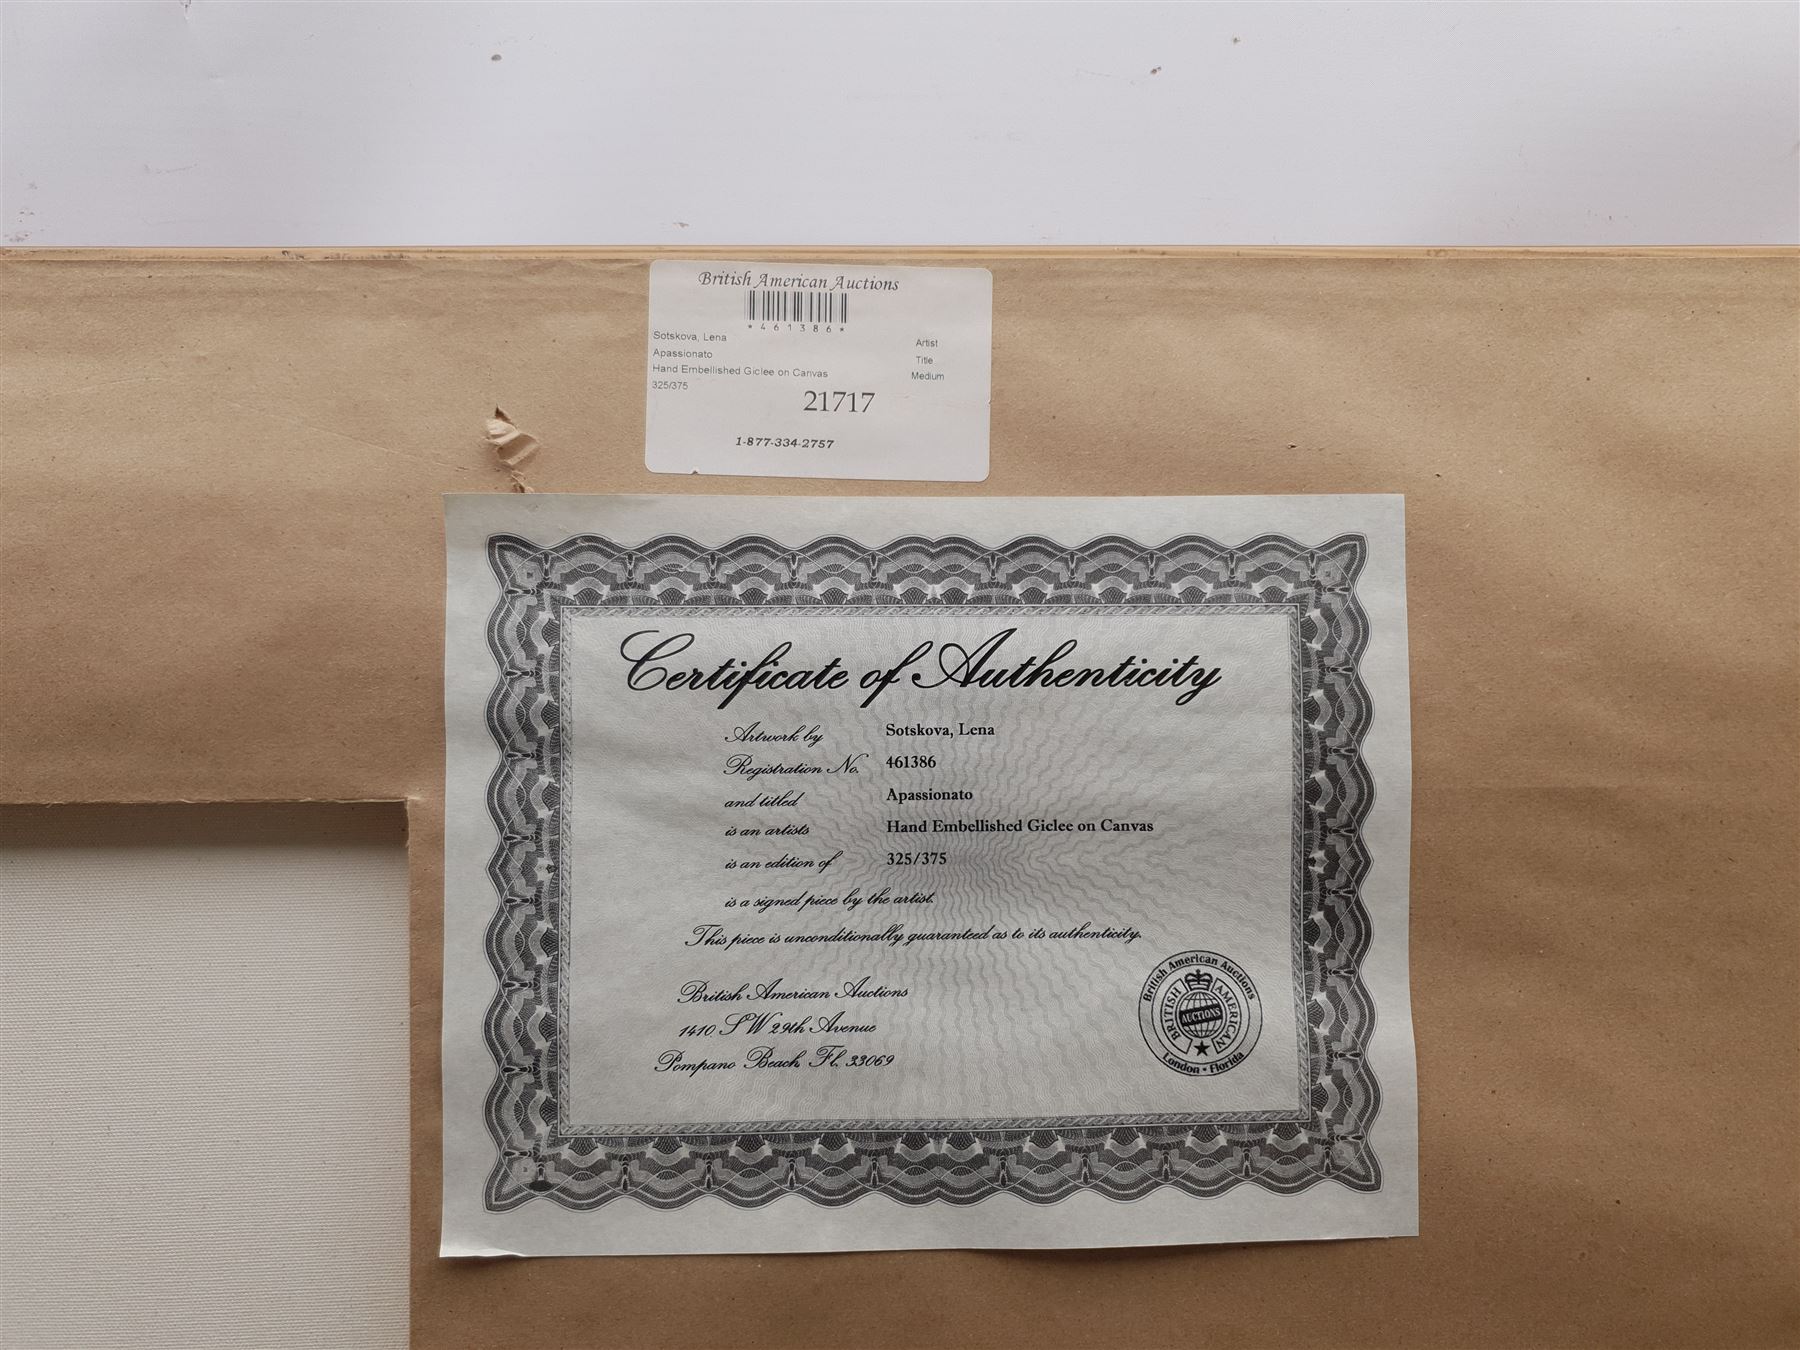 British American Auctions
*461386*
Sotskova, Lena Artist
Apassionato Title
Hand Embellished Giclee on Canvas Medium
325/375
21717
1-877-334-2757
Certificate of Authenticity
Artwork by Sotskova, Lena
Registration No. 461386
and titled Apassionato
is an artists Hand Embellished Giclee on Canvas
is an edition of 325/375
is a signed piece by the artist.
This piece is unconditionally guaranteed as to its authenticity.
British American Auctions
1410 SW 29th Avenue
Pompano Beach Fl. 33069
British American Auctions
BRITISH AMERICAN
AUCTIONS
London • Florida